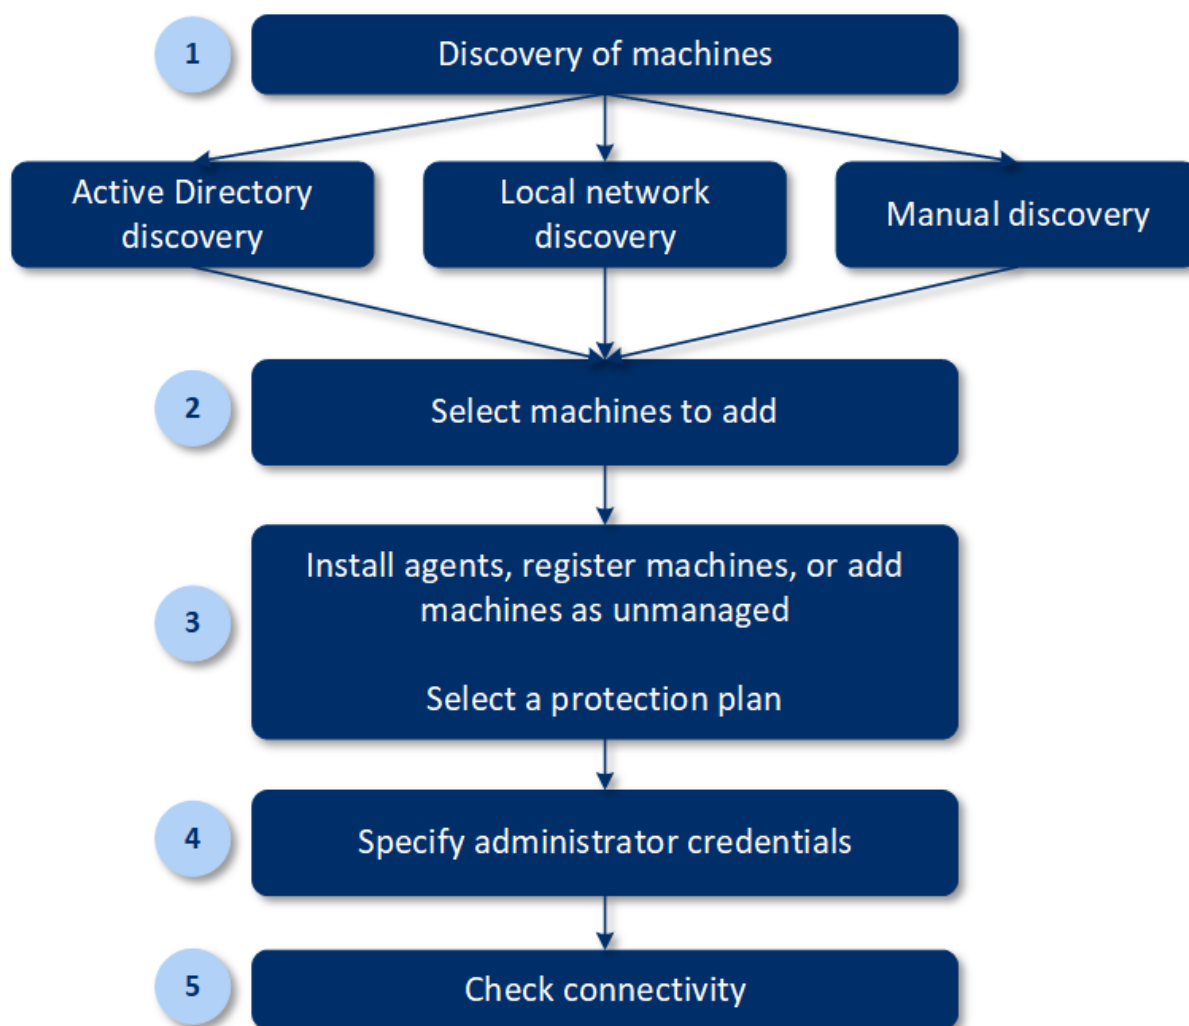 1
Discovery of machines
Active Directory
discovery
Local network
discovery
Manual discovery
2
Select machines to add
3
Install agents, register machines, or add
machines as unmanaged
Select a protection plan
4
Specify administrator credentials
5
Check connectivity